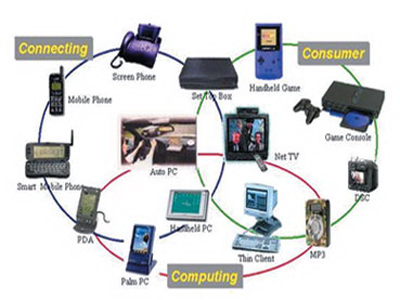 Connecting
Consumer
Screen Phone
Set Top Box
Handheld Game
Mobile Phone
Game Console
Auto PC
Net TV
Smart Mobile Phone
DSC
PDA
Handheld PC
Thin Client
MP3
Palm PC
Computing